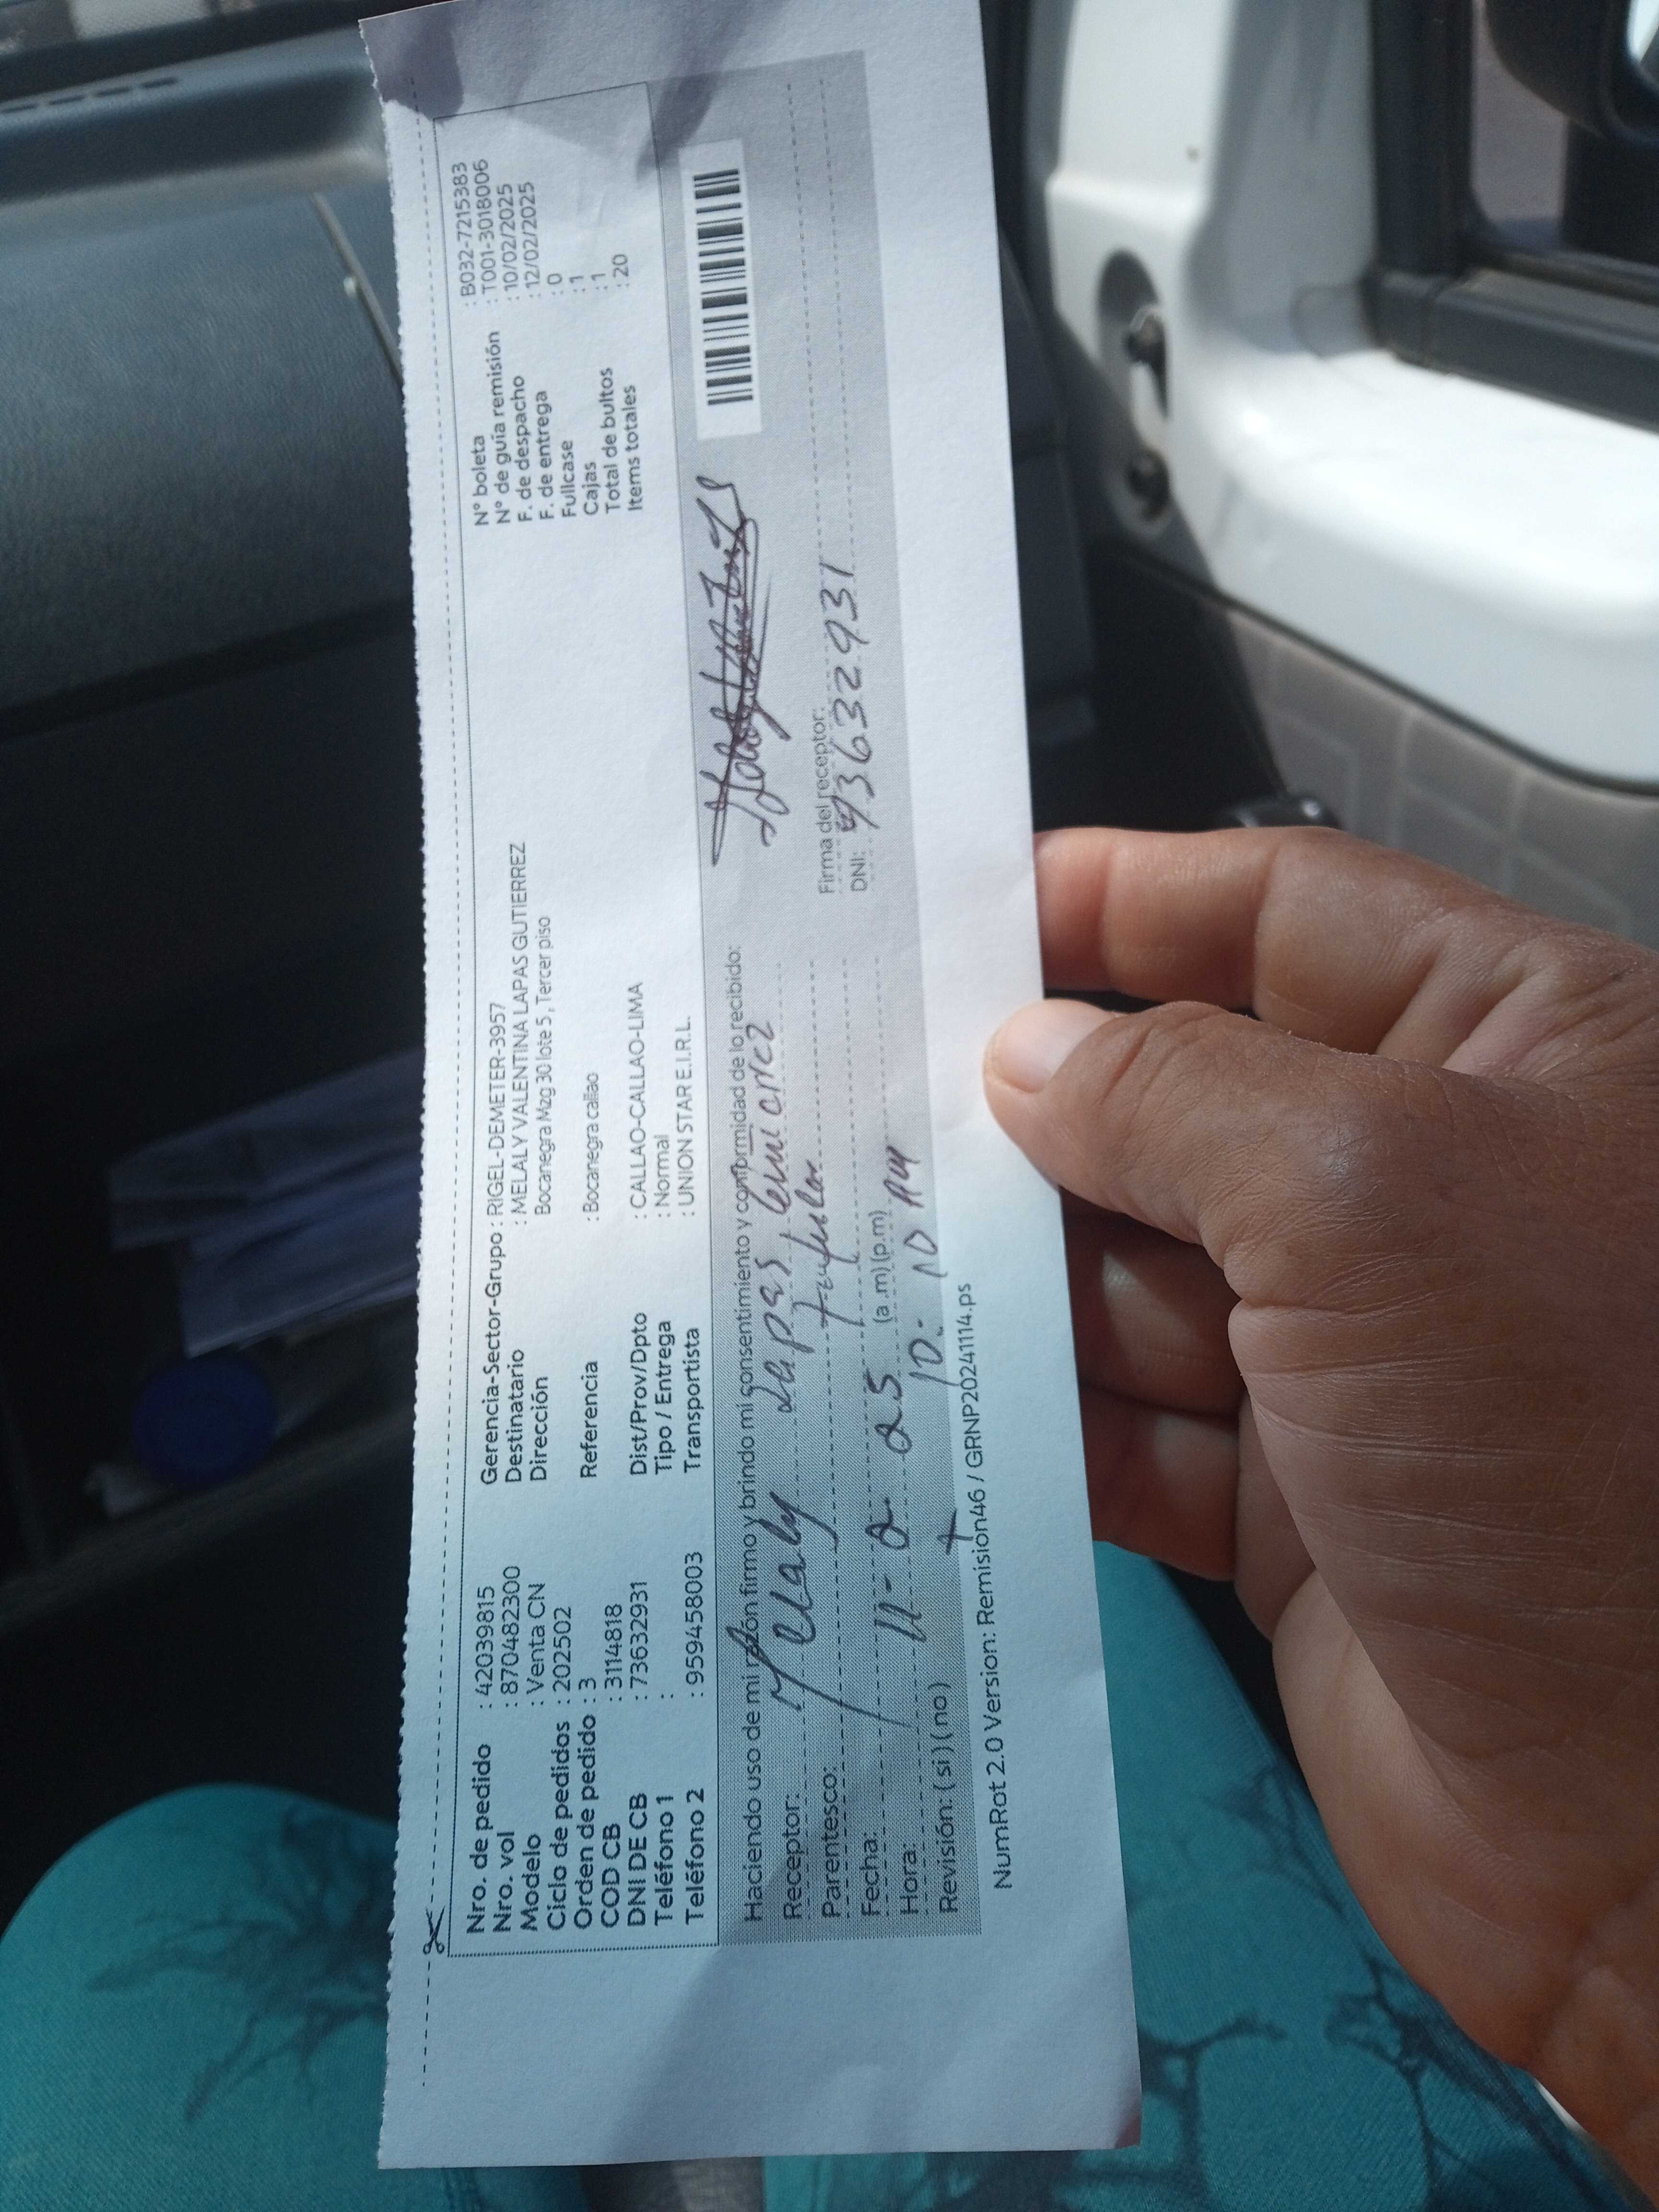 Nro. de pedido : 42039815
Nro. vol : 870482300
Modelo : Venta CN
Ciclo de pedidos : 202502
Orden de pedido : 3
COD CB : 3114818
DNI DE CB : 73632931
Teléfono 1 :
Teléfono 2 : 959458003
Gerencia-Sector-Grupo : RIGEL-DEMETER-3957
Destinatario : MELALY VALENTINA LAPAS GUTIERREZ
Dirección Bocanegra Mzg 30 lote 5 , Tercer piso
Referencia : Bocanegra callao
Dist/Prov/Dpto : CALLAO-CALLAO-LIMA
Tipo / Entrega : Normal
Transportista : UNION STAR E.I.R.L.
N° boleta : B032-7215383
N° de guía remisión : T001-3018006
F. de despacho : 10/02/2025
F. de entrega : 12/02/2025
Fullcase : 0
Cajas : 1
Total de bultos : 1
Items totales : 20
Haciendo uso de mi razón firmo y brindo mi consentimiento y conformidad de lo recibido:
Receptor: Melaly Lapas
Parentesco: Titular
Fecha: 11-2-25
Hora: (a .m) (p.m) 10:10 AM
Revisión: ( si ) ( no )
Firma del receptor:
DNI: 73632931
NumRot 2.0 Version: Remisión46 / GRNP20241114.ps